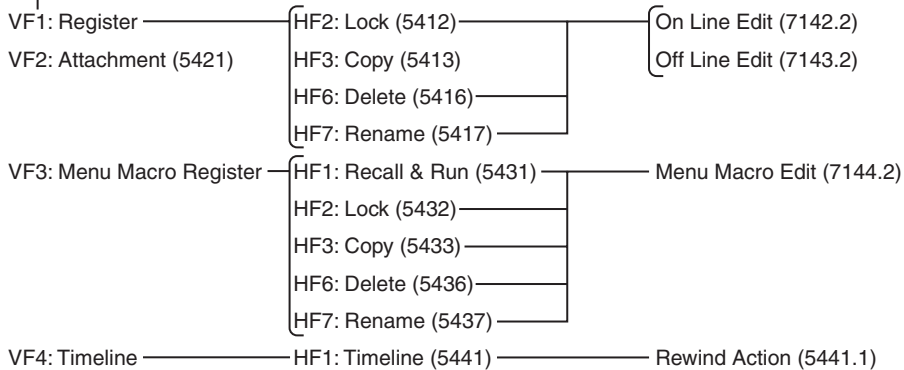 VF1: Register HF2: Lock (5412) On Line Edit (7142.2)
VF2: Attachment (5421) HF3: Copy (5413) Off Line Edit (7143.2)
HF6: Delete (5416)
HF7: Rename (5417)
VF3: Menu Macro Register HF1: Recall & Run (5431) Menu Macro Edit (7144.2)
HF2: Lock (5432)
HF3: Copy (5433)
HF6: Delete (5436)
HF7: Rename (5437)
VF4: Timeline HF1: Timeline (5441) Rewind Action (5441.1)